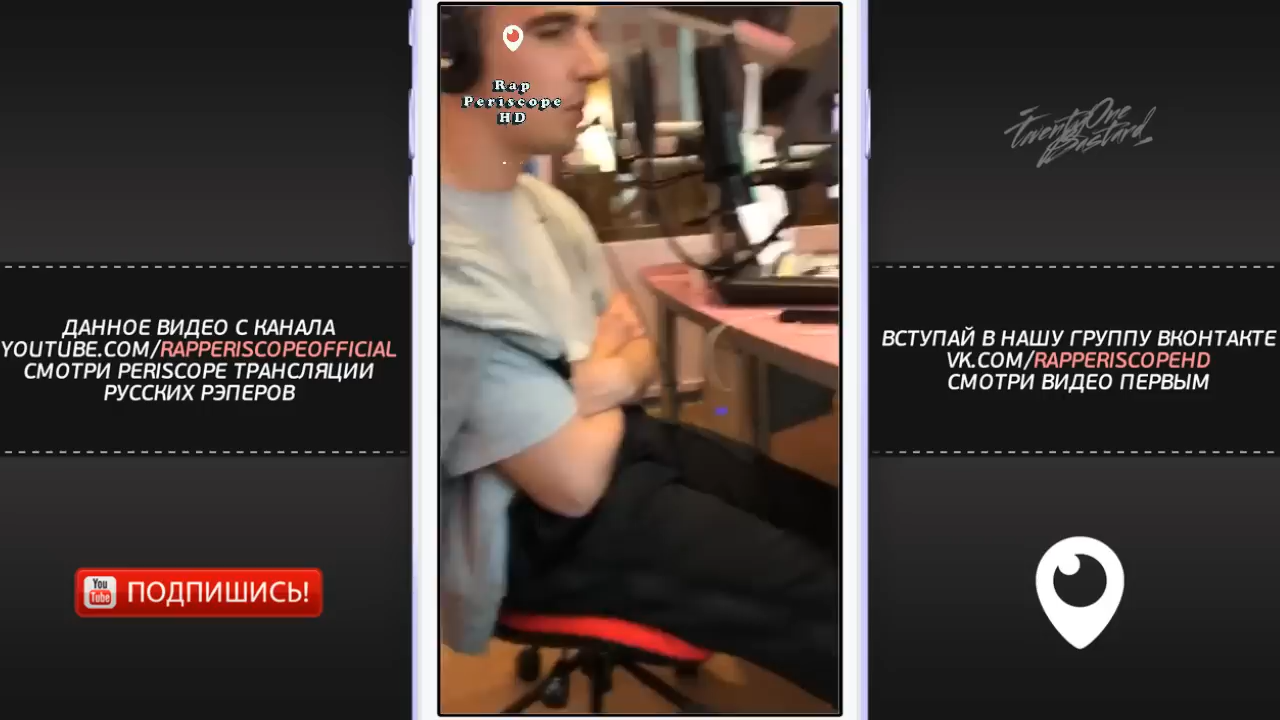 Rap
Periscope
HD
TwentyOne
Bastard
ДАННОЕ ВИДЕО С КАНАЛА
YOUTUBE.COM/RAPPERISCOPEOFFICIAL
СМОТРИ PERISCOPE ТРАНСЛЯЦИИ
РУССКИХ РЭПЕРОВ
ВСТУПАЙ В НАШУ ГРУППУ ВКОНТАКТЕ
VK.COM/RAPPERISCOPEHD
СМОТРИ ВИДЕО ПЕРВЫМ
You
Tube
ПОДПИШИСЬ!